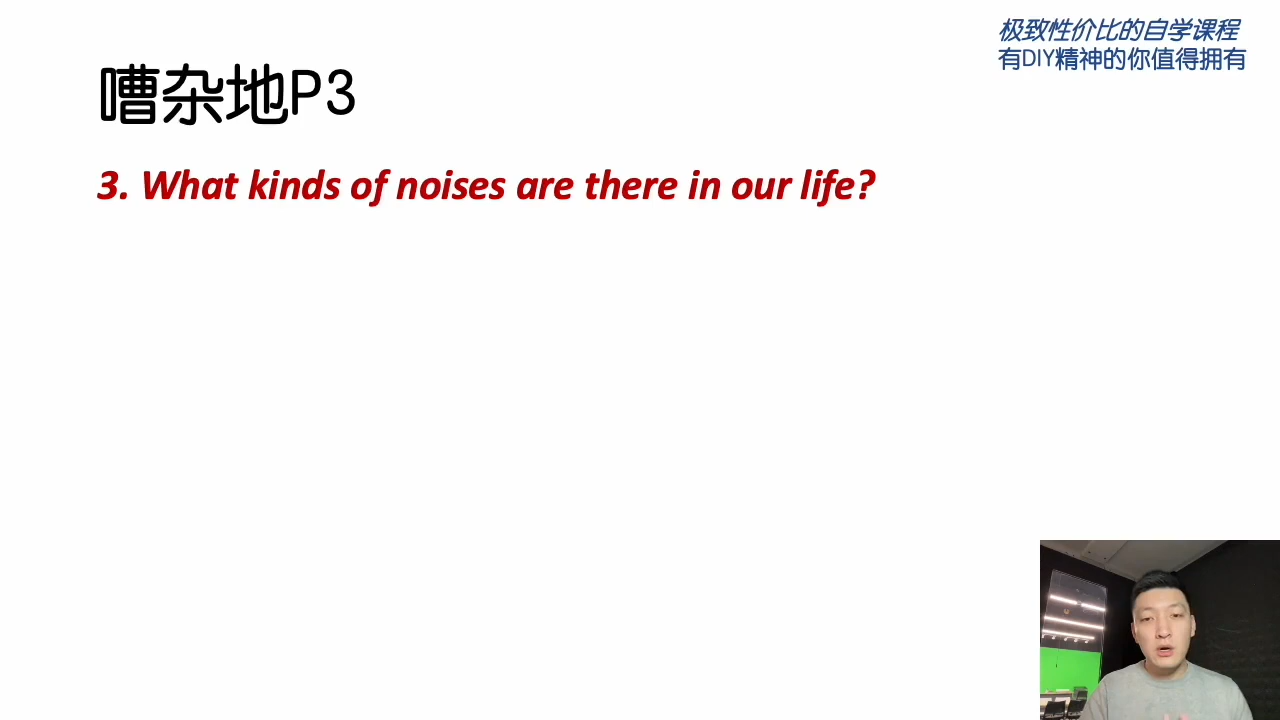 极致性价比的自学课程
有DIY精神的你值得拥有
嘈杂地P3
3. What kinds of noises are there in our life?